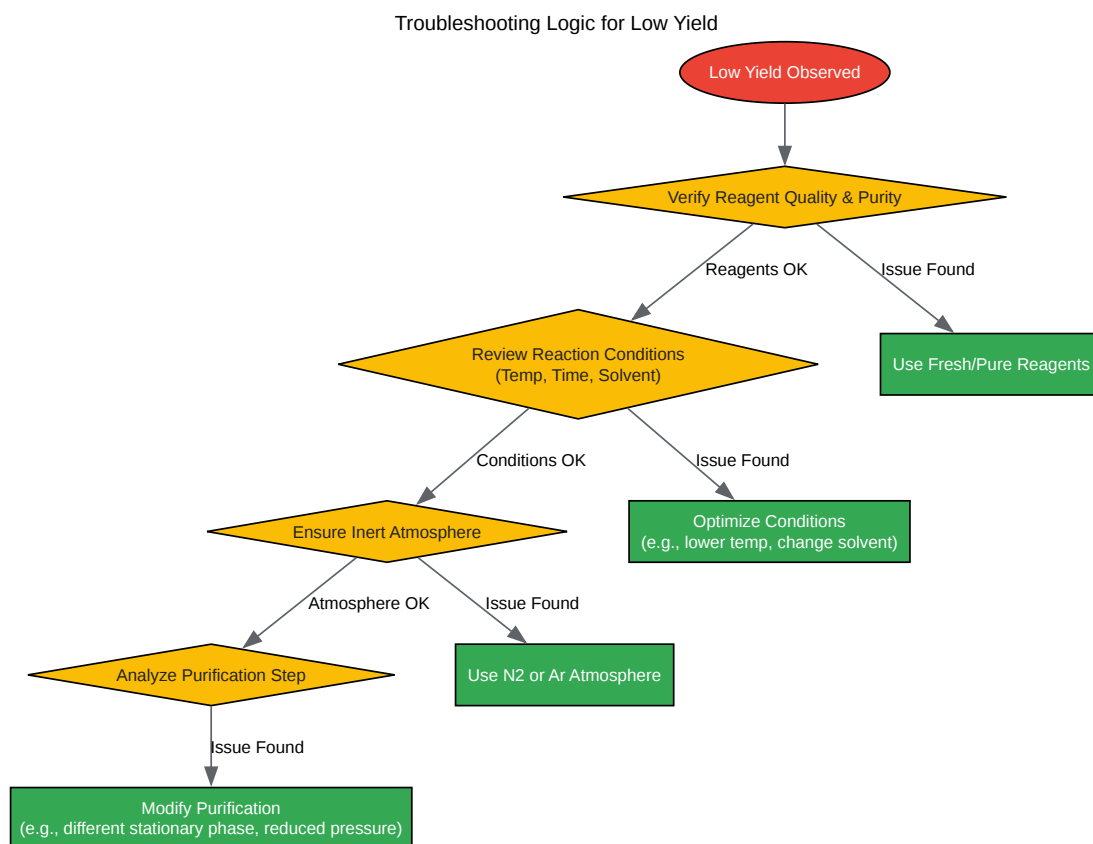 Troubleshooting Logic for Low Yield
Low Yield Observed
Verify Reagent Quality & Purity
Reagents OK
Issue Found
Use Fresh/Pure Reagents
Review Reaction Conditions
(Temp, Time, Solvent)
Conditions OK
Issue Found
Optimize Conditions
(e.g., lower temp, change solvent)
Ensure Inert Atmosphere
Atmosphere OK
Issue Found
Use N2 or Ar Atmosphere
Analyze Purification Step
Issue Found
Modify Purification
(e.g., different stationary phase, reduced pressure)